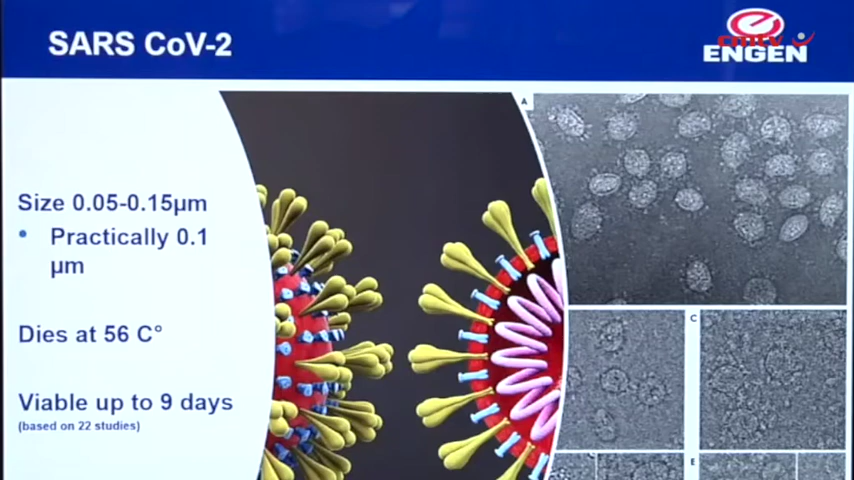 SARS CoV-2
ENGEN
cmtv
Size 0.05-0.15µm
• Practically 0.1
µm
Dies at 56 C°
Viable up to 9 days
(based on 22 studies)
A
C
E